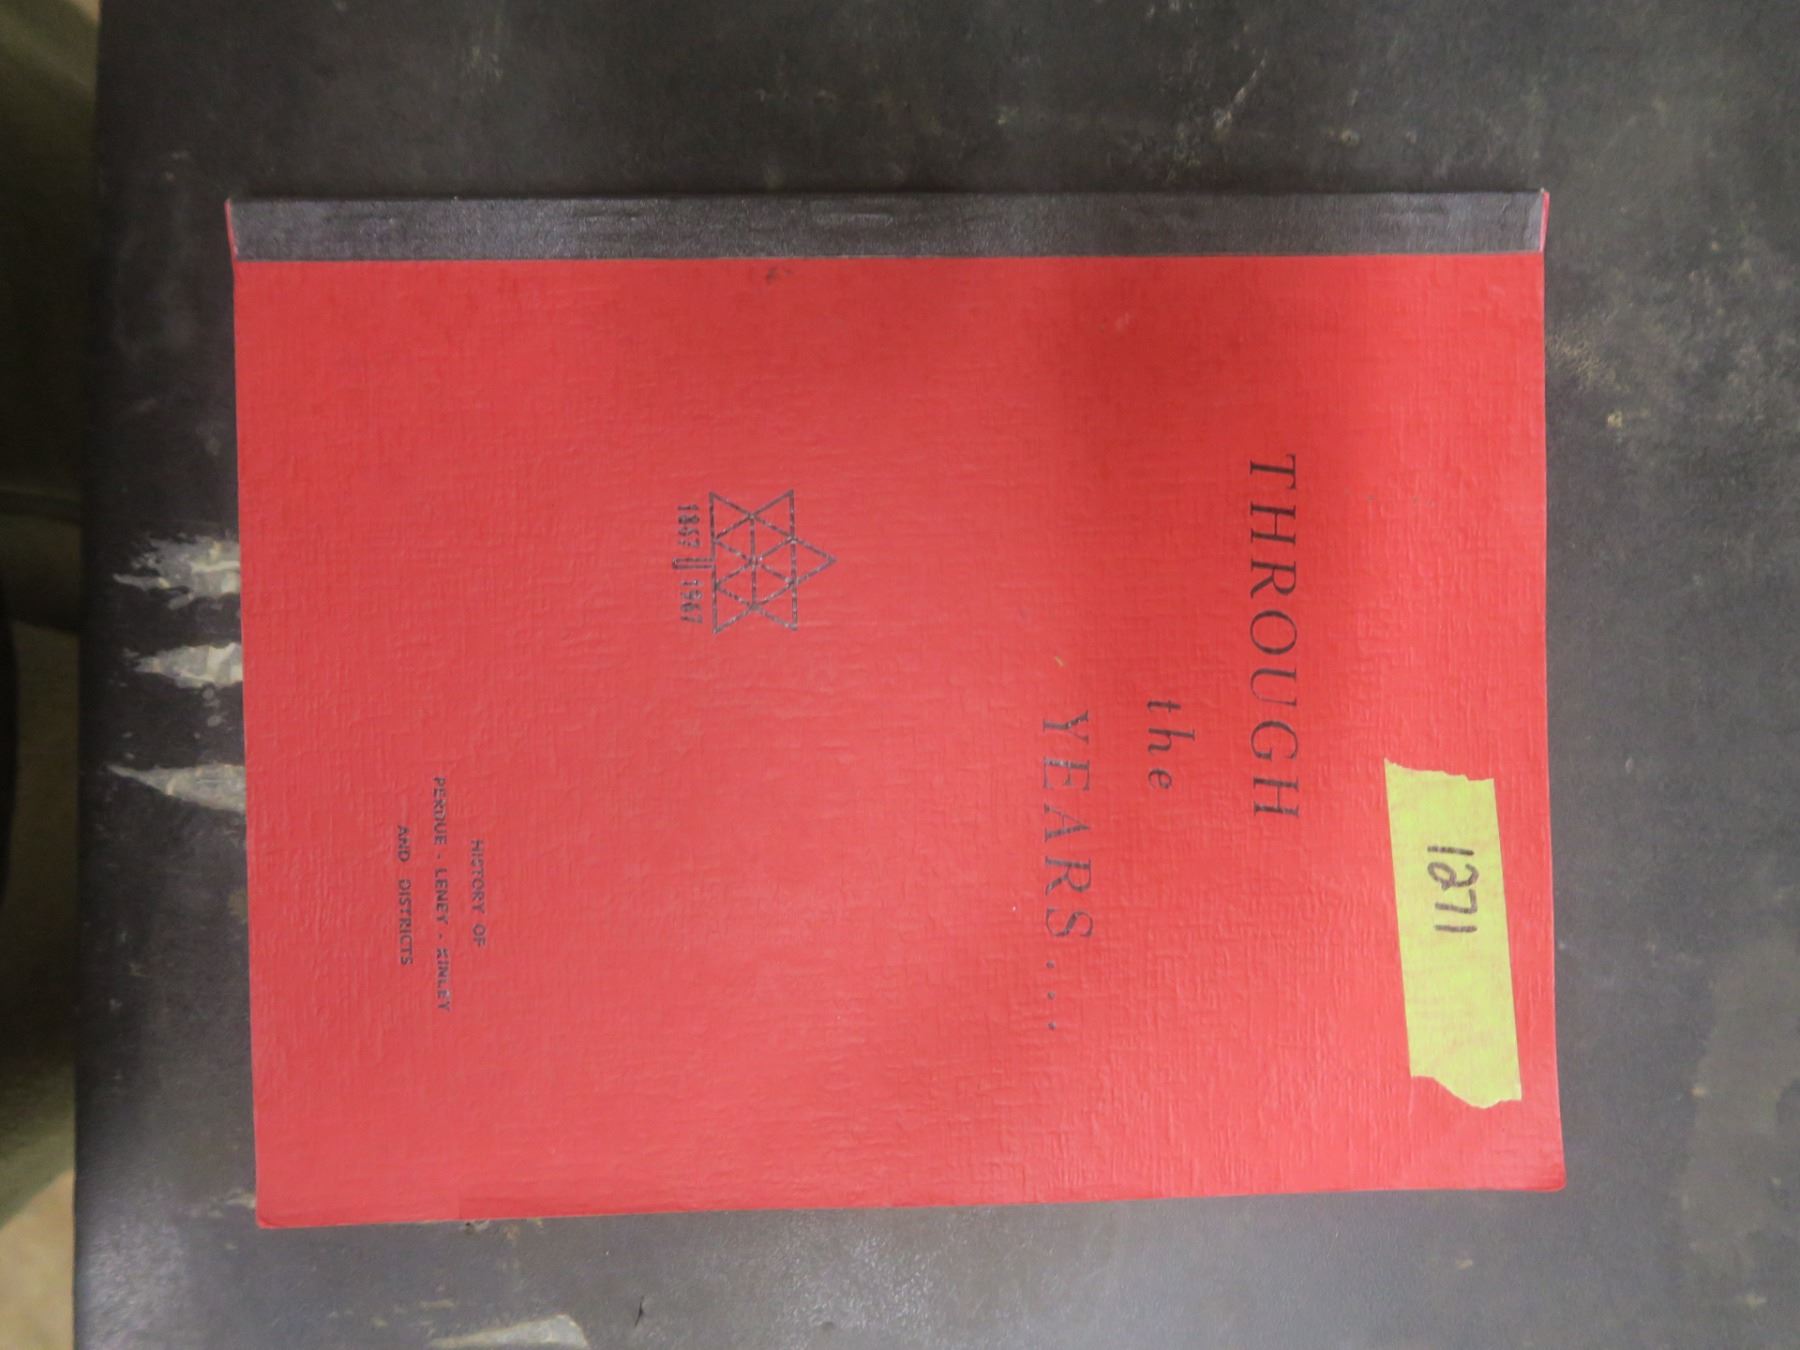 1271
THROUGH
the
YEARS...
1867 1967
HISTORY OF
PERDUE - LENEY - KINLEY
AND DISTRICTS